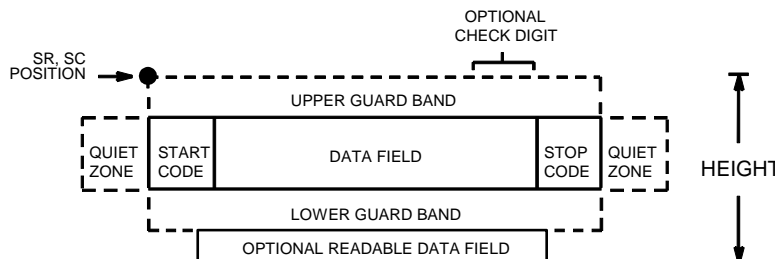 OPTIONAL
CHECK DIGIT
SR, SC
POSITION
UPPER GUARD BAND
QUIET
ZONE
START
CODE
DATA FIELD
STOP
CODE
QUIET
ZONE
HEIGHT
LOWER GUARD BAND
OPTIONAL READABLE DATA FIELD